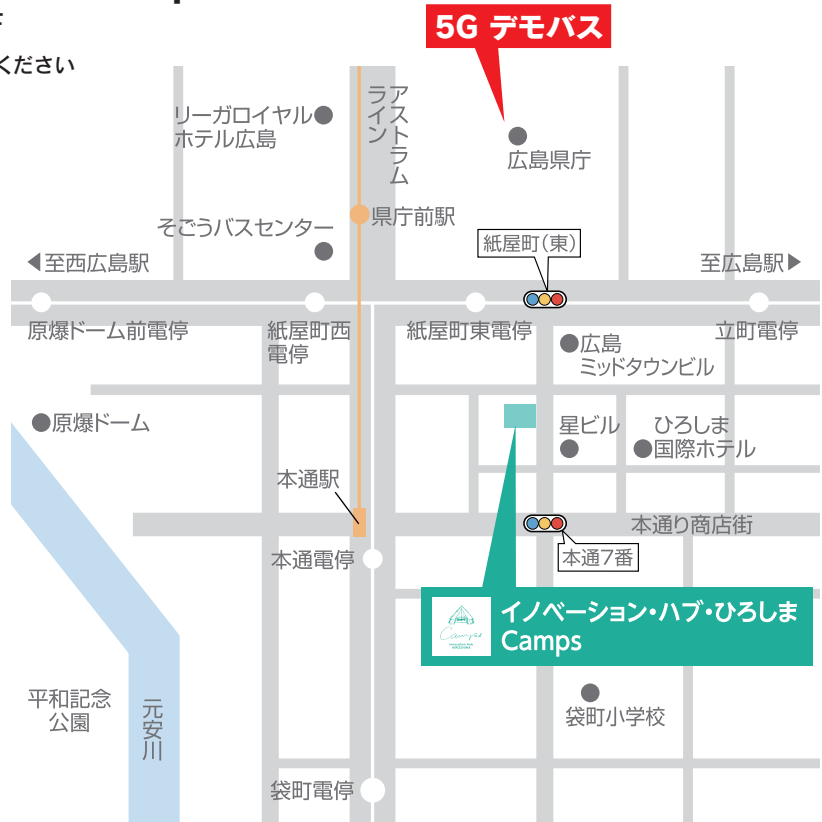 ください
5G デモバス
リーガロイヤル
ホテル広島
アストラム
ライン
広島県庁
県庁前駅
そごうバスセンター
紙屋町(東)
至西広島駅
至広島駅
原爆ドーム前電停
紙屋町西
電停
紙屋町東電停
立町電停
広島
ミッドタウンビル
原爆ドーム
星ビル
ひろしま
国際ホテル
本通駅
本通り商店街
本通電停
本通7番
イノベーション・ハブ・ひろしま
Camps
Camps
平和記念
公園
元安川
袋町小学校
袋町電停